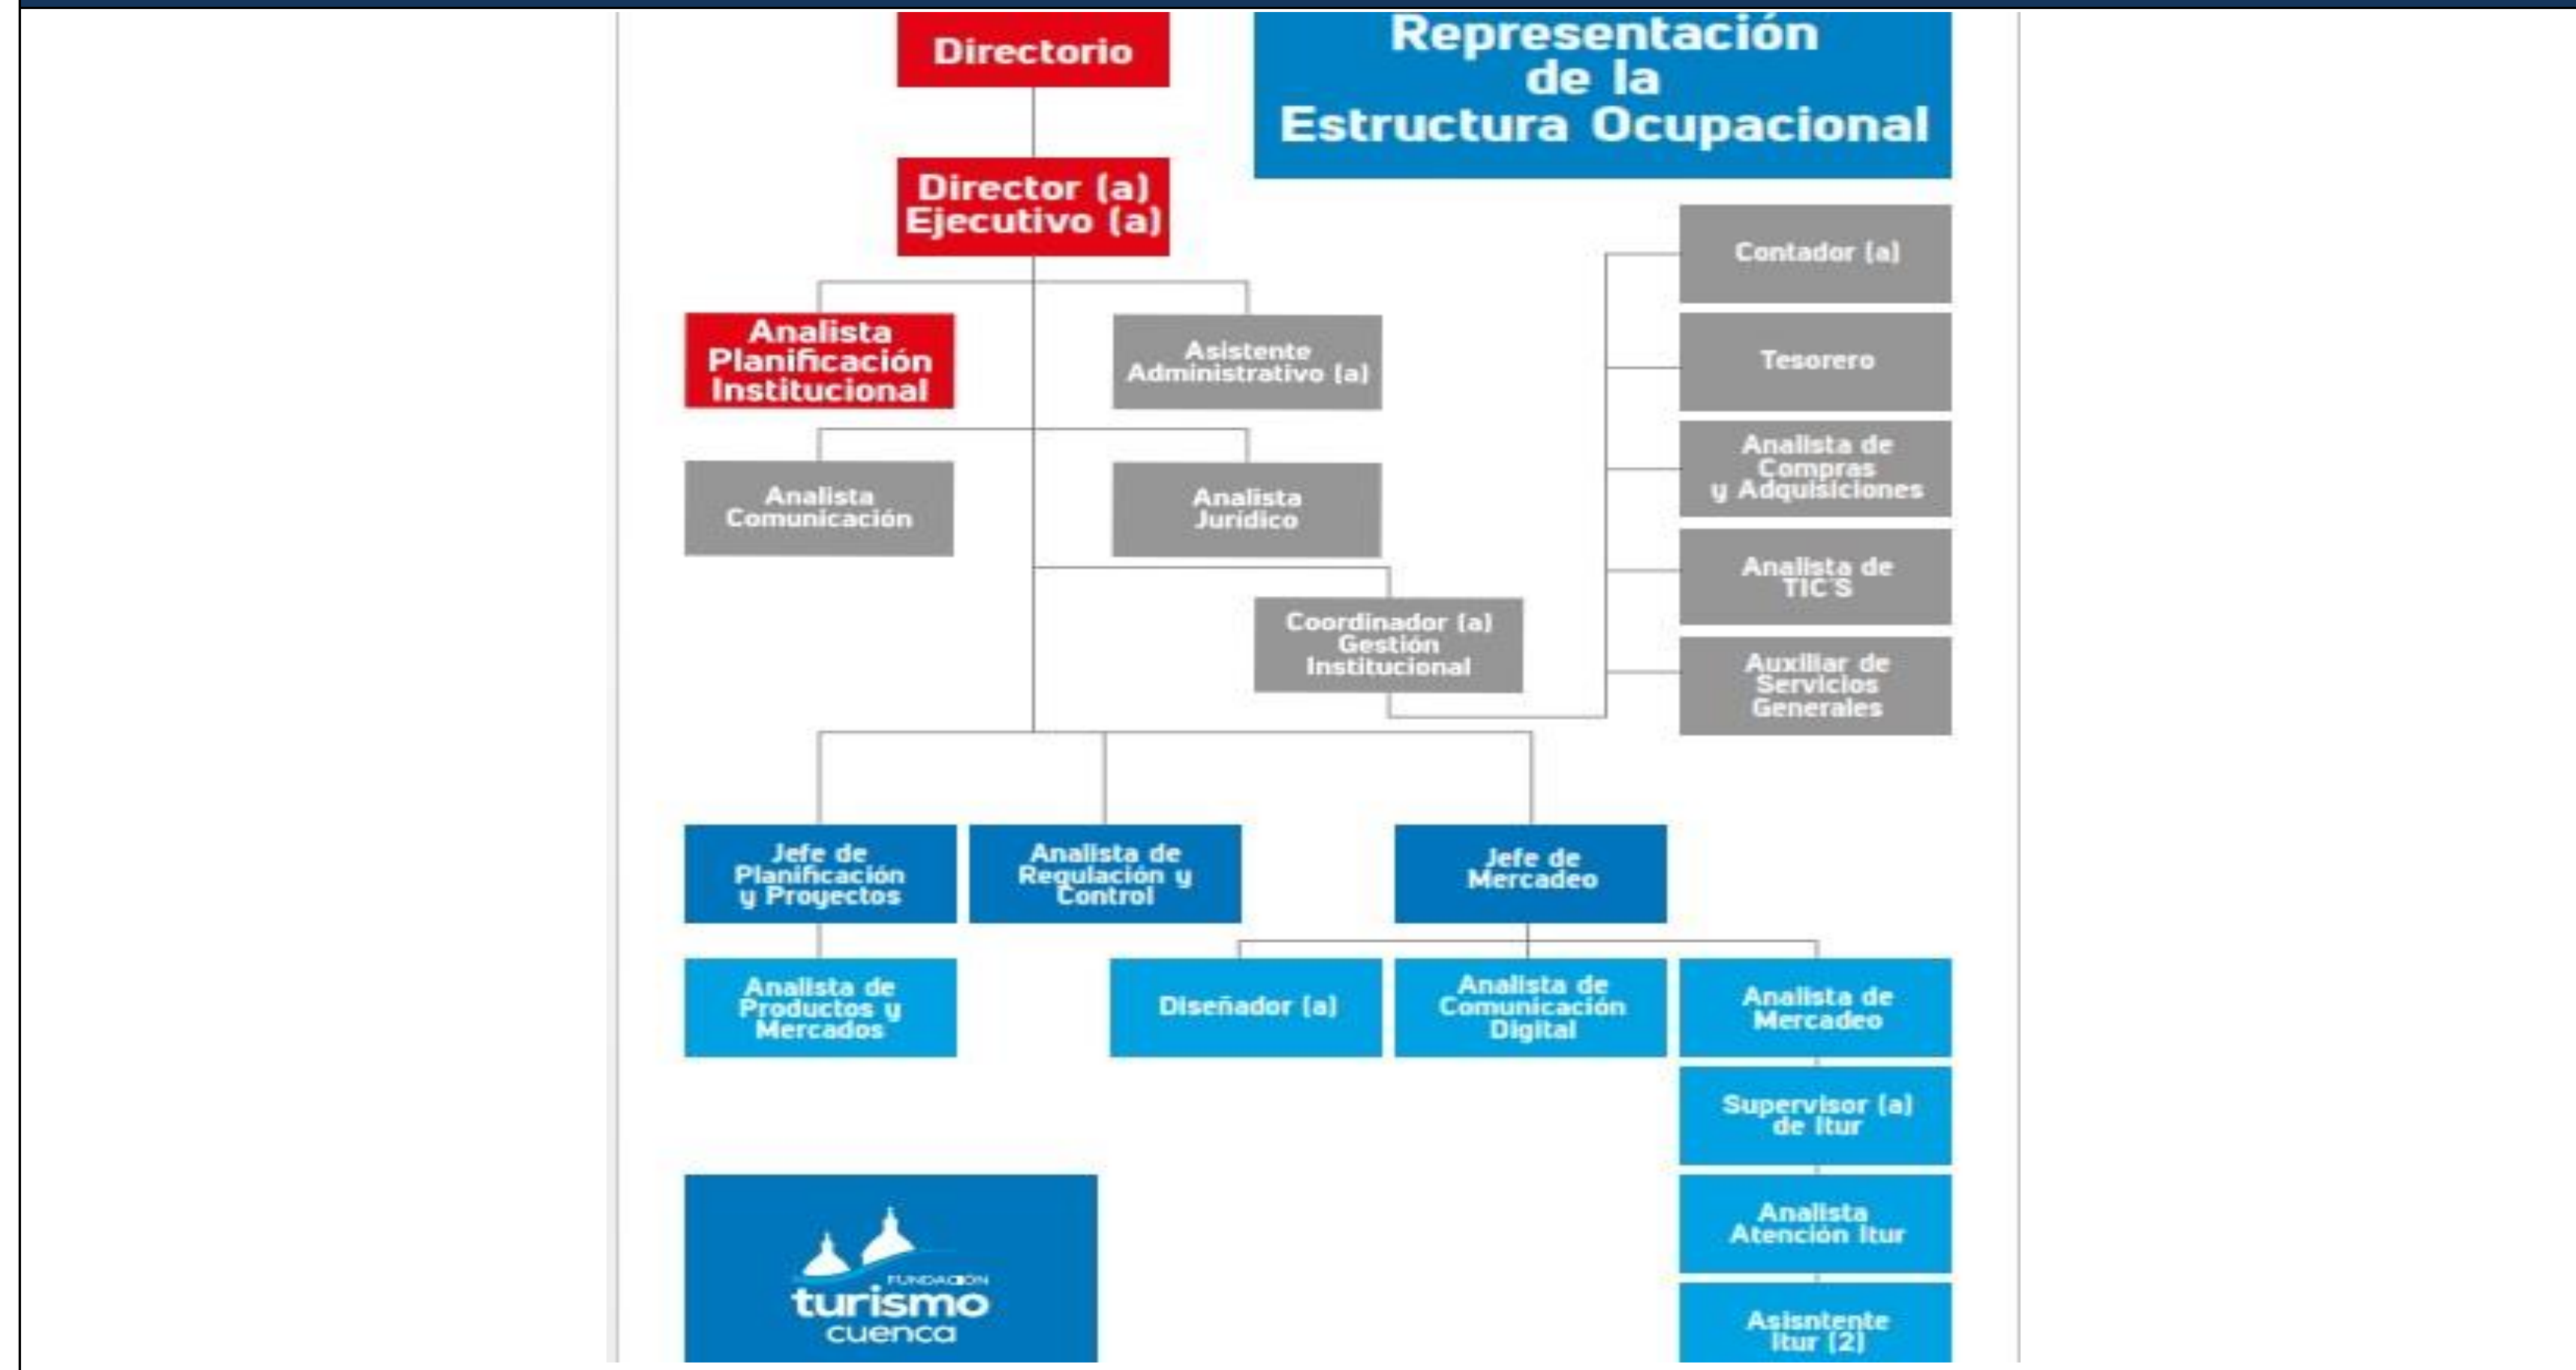 Directorio
Representación
de la
Estructura Ocupacional
Director (a)
Ejecutivo (a)
Contador (a)
Analista
Planificación
Institucional
Asistente
Administrativo (a)
Tesorero
Analista de
Compras
y Adquisiciones
Analista
Comunicación
Analista
Jurídico
Analista de
TIC´S
Coordinador (a)
Gestión
Institucional
Auxiliar de
Servicios
Generales
Jefe de
Planificación
y Proyectos
Analista de
Regulación y
Control
Jefe de
Mercadeo
Analista de
Productos y
Mercados
Diseñador (a)
Analista de
Comunicación
Digital
Analista de
Mercadeo
Supervisor (a)
de Itur
Analista
Atención Itur
Asisntente
Itur (2)
FUNDACIÓN
turismo
cuenca